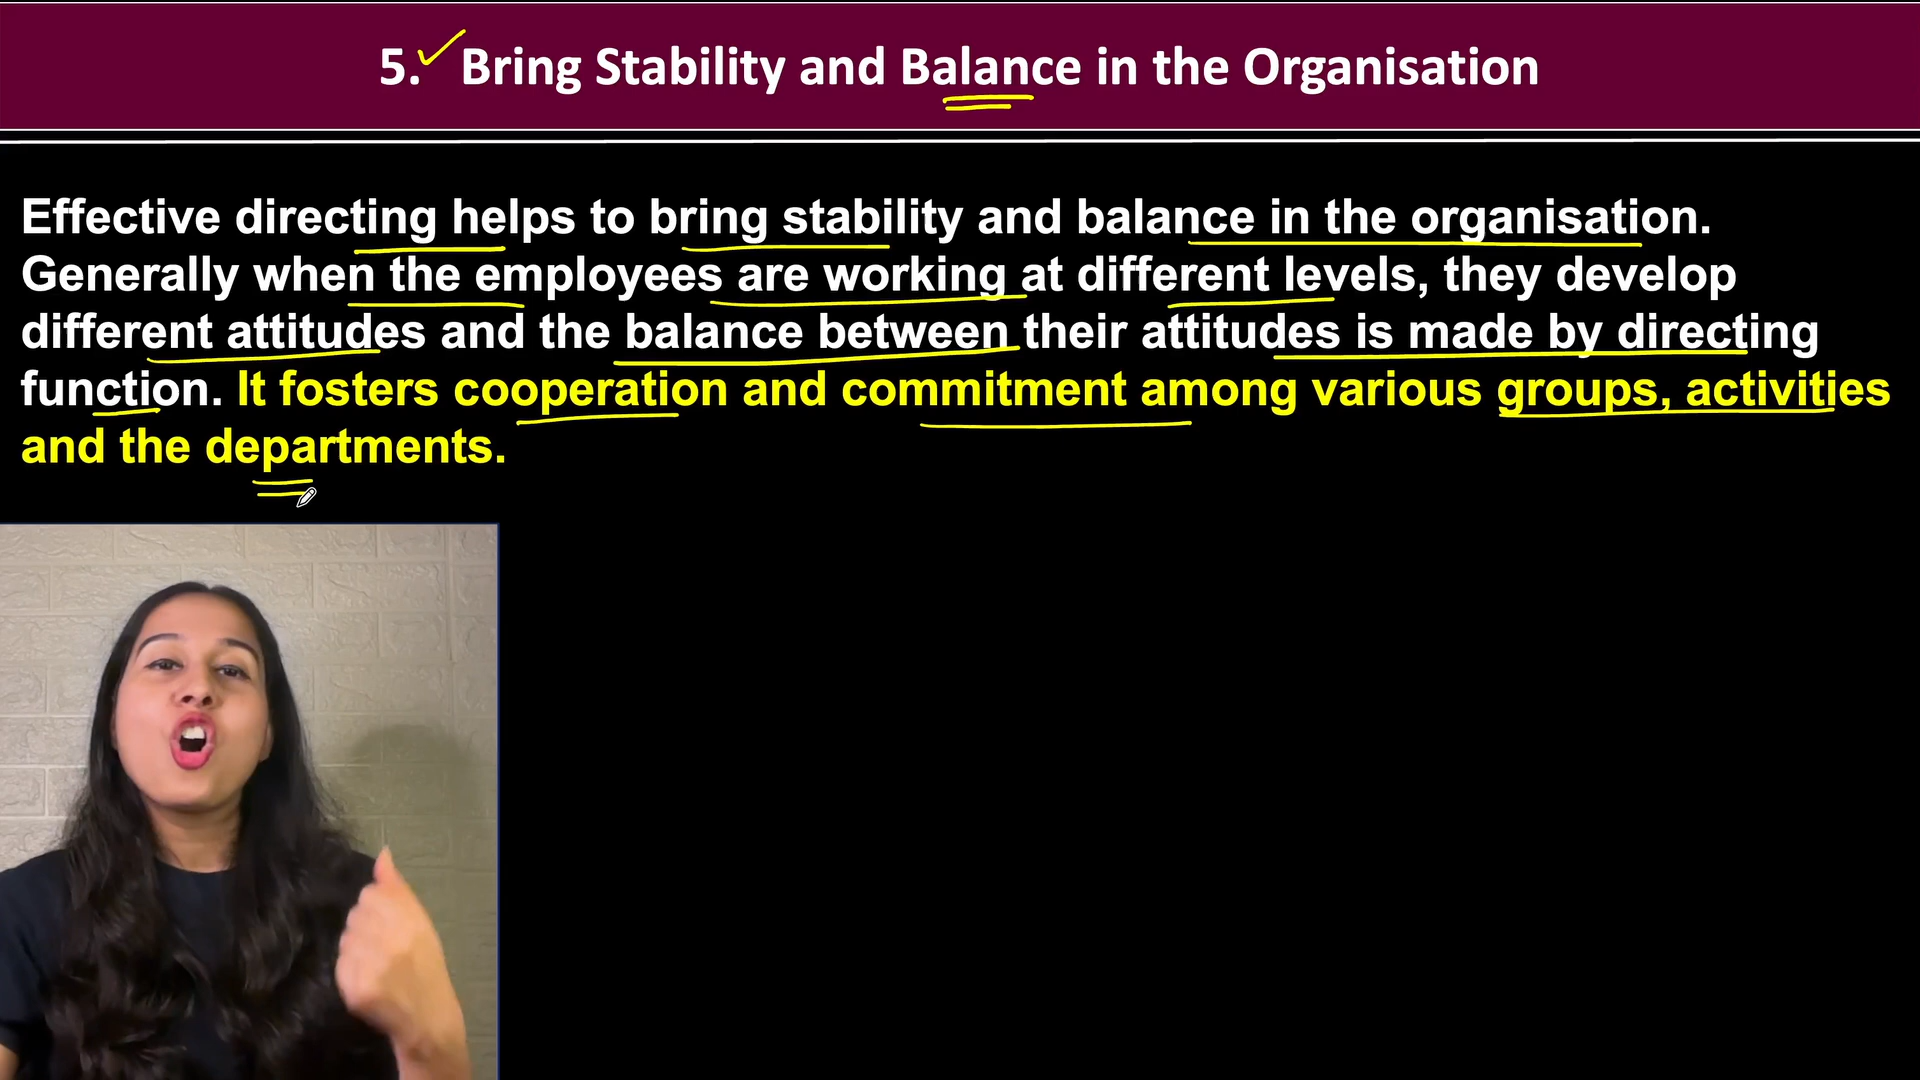 5. Bring Stability and Balance in the Organisation
Effective directing helps to bring stability and balance in the organisation.
Generally when the employees are working at different levels, they develop
different attitudes and the balance between their attitudes is made by directing
function. It fosters cooperation and commitment among various groups, activities
and the departments.